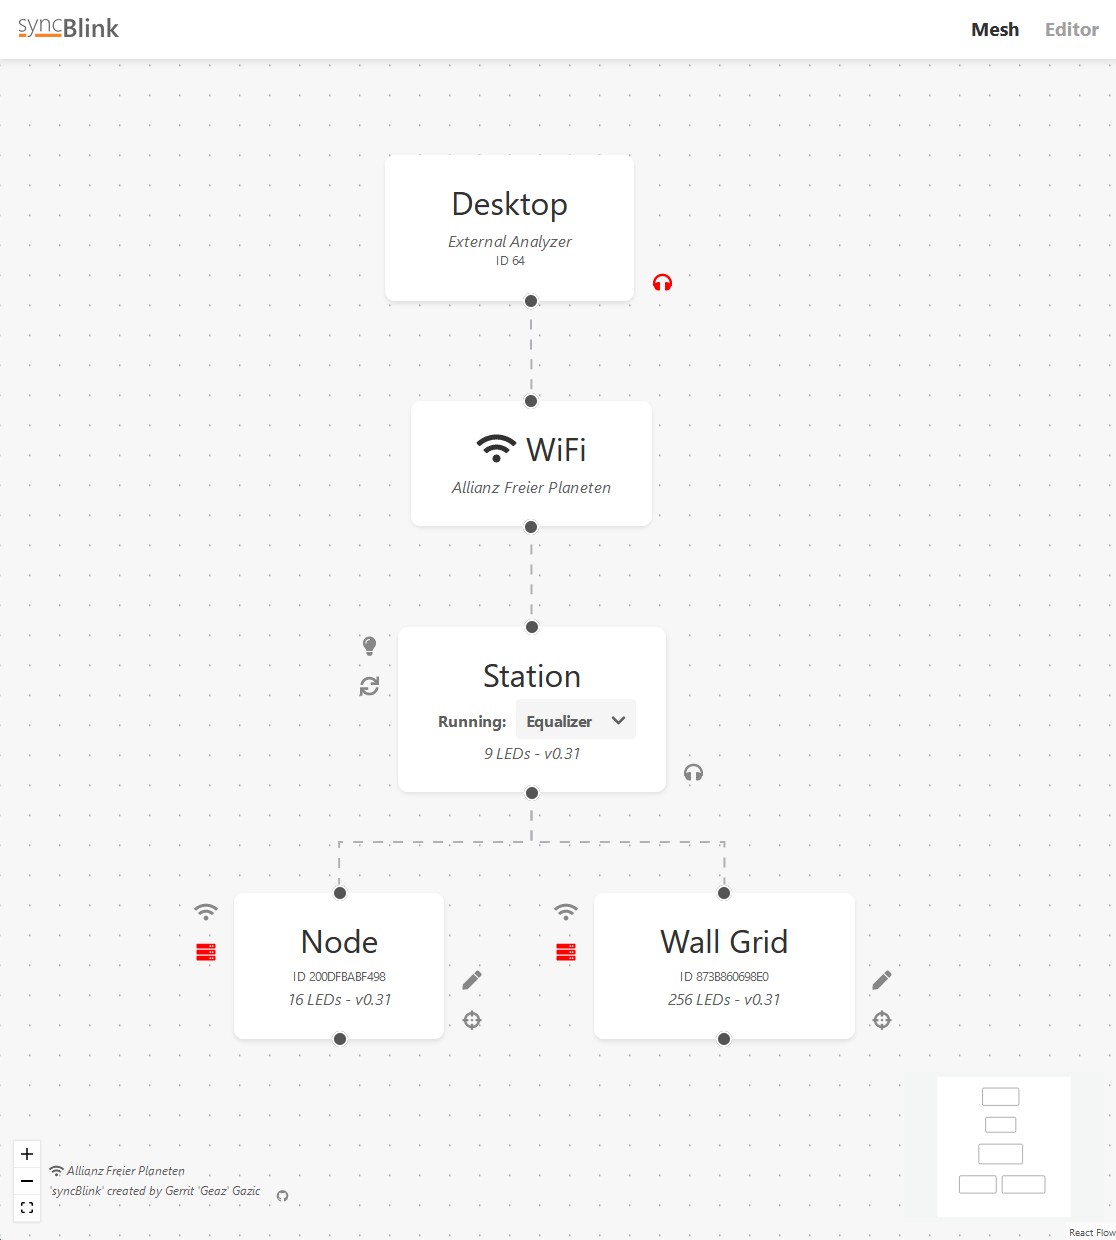 syncBlink
Mesh Editor
Desktop
External Analyzer
ID 64
WiFi
Allianz Freier Planeten
Station
Running: Equalizer
9 LEDs - v0.31
Node
ID 200DFBABF498
16 LEDs - v0.31
Wall Grid
ID 873B860698E0
256 LEDs - v0.31
Allianz Freier Planeten
'syncBlink' created by Gerrit 'Geaz' Gazic
React Flow